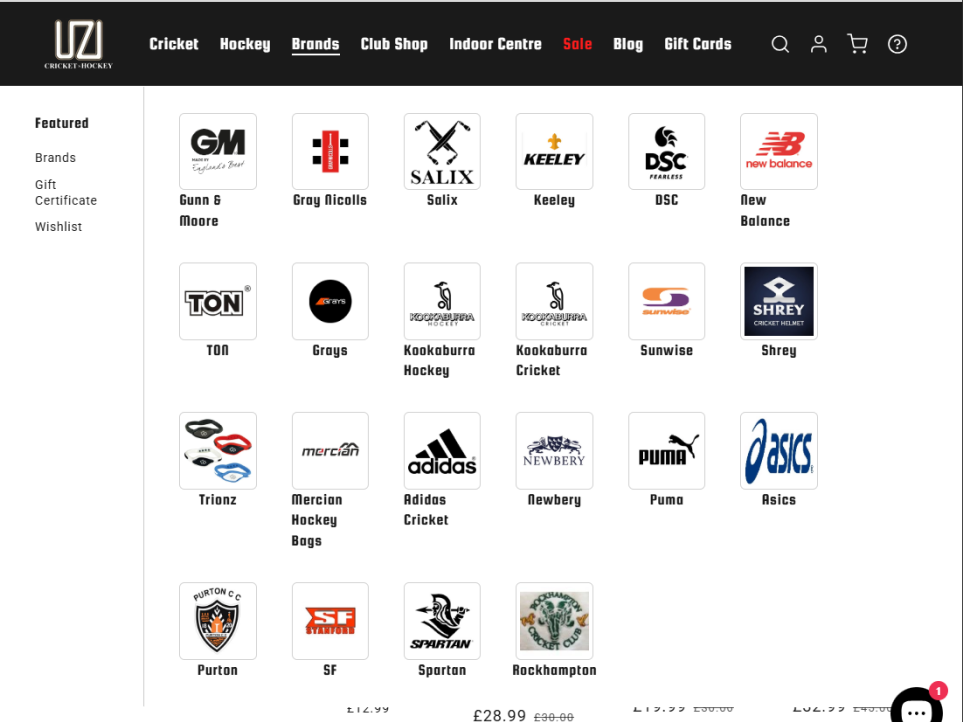 UZI
CRICKET-HOCKEY
Cricket Hockey Brands Club Shop Indoor Centre Sale Blog Gift Cards
Featured
Brands
Gift
Certificate
Wishlist
GM
MADE BY
England's Best
GRAY-NICOLLS
SALIX
KEELEY
DSC
FEARLESS
new balance
Gunn &
Moore
Gray Nicolls
Salix
Keeley
DSC
New
Balance
TON®
GRAYS
KOOKABURRA
HOCKEY
KOOKABURRA
CRICKET
sunwise
SHREY
CRICKET HELMET
TON
Grays
Kookaburra
Hockey
Kookaburra
Cricket
Sunwise
Shrey
mercian
adidas
NEWBERY
PUMA
asics
Trionz
Mercian
Hockey
Bags
Adidas
Cricket
Newbery
Puma
Asics
PURTON C C
SF
STANFORD
SPARTAN
ROCKHAMPTON
CRICKET CLUB
Purton
SF
Spartan
Rockhampton
£12.99
£28.99 £30.00
£19.99 £30.00
£32.99 £45.00
1